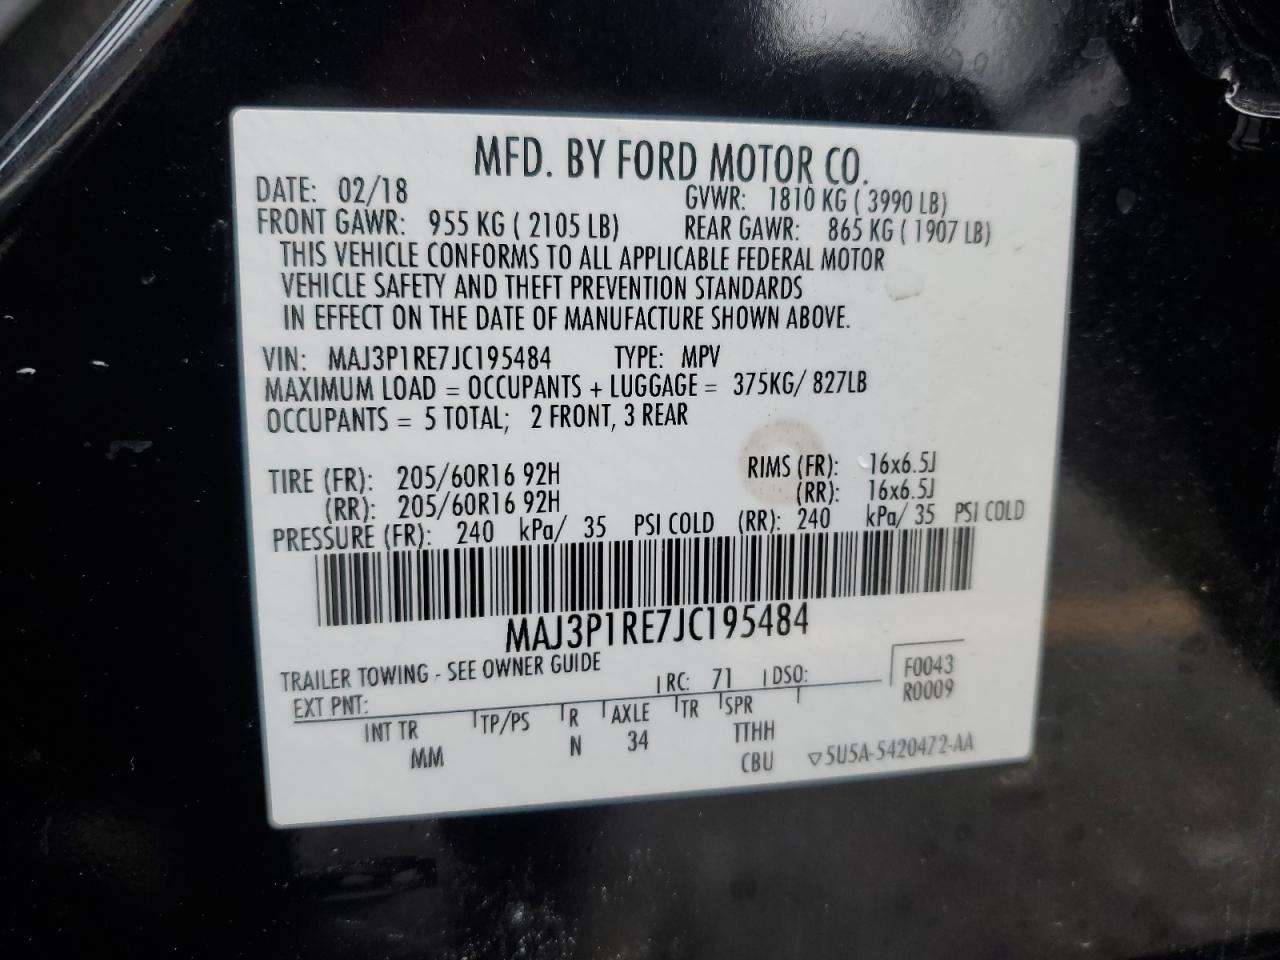 MFD. BY FORD MOTOR CO.
DATE: 02/18 GVWR: 1810 KG ( 3990 LB)
FRONT GAWR: 955 KG ( 2105 LB) REAR GAWR: 865 KG ( 1907 LB)
THIS VEHICLE CONFORMS TO ALL APPLICABLE FEDERAL MOTOR
VEHICLE SAFETY AND THEFT PREVENTION STANDARDS
IN EFFECT ON THE DATE OF MANUFACTURE SHOWN ABOVE.
VIN: MAJ3P1RE7JC195484 TYPE: MPV
MAXIMUM LOAD = OCCUPANTS + LUGGAGE = 375KG/ 827LB
OCCUPANTS = 5 TOTAL; 2 FRONT, 3 REAR
TIRE (FR): 205/60R16 92H RIMS (FR): 16x6.5J
(RR): 205/60R16 92H (RR): 16x6.5J
PRESSURE (FR): 240 kPa/ 35 PSI COLD (RR): 240 kPa/ 35 PSI COLD
MAJ3P1RE7JC195484
TRAILER TOWING - SEE OWNER GUIDE
EXT PNT: RC: 71 DSO: F0043
R0009
INT TR TP/PS R AXLE TR SPR
MM N 34 TTHH
CBU ▽5U5A-5420472-AA